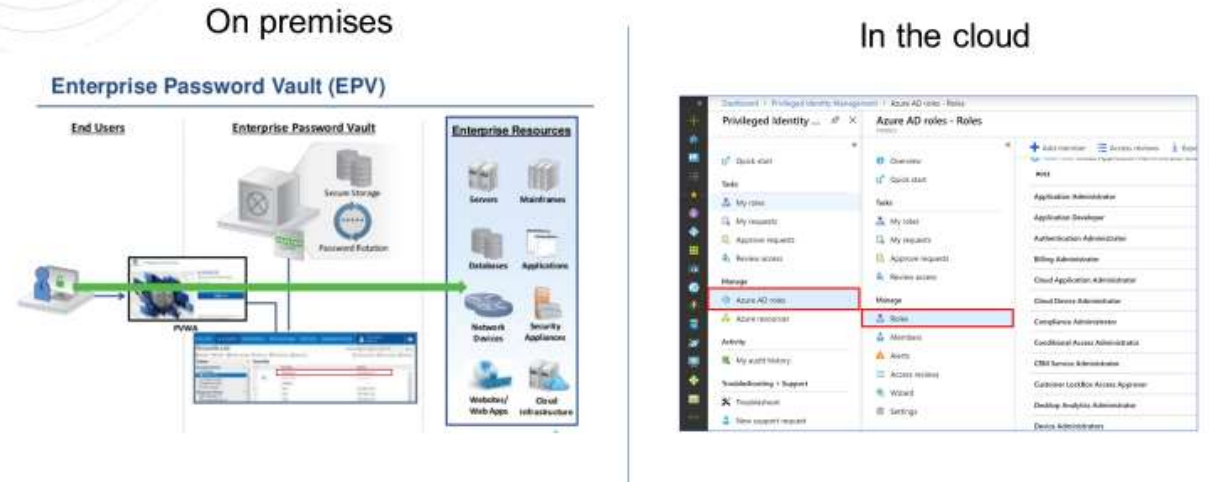 On premises
Enterprise Password Vault (EPV)
End Users
Enterprise Password Vault
Enterprise Resources
Secure Storage
Password Rotation
Servers
Mainframes
Databases
Applications
Network Devices
Security Appliances
Websites/ Web Apps
Cloud Infrastructure
PVWA
In the cloud
Dashboard > Privileged Identity Management > Azure AD roles - Roles
Privileged Identity ...
Azure AD roles - Roles
Quick start
Tasks
My roles
My requests
Approve requests
Review access
Manage
Azure AD roles
Azure resources
Activity
My audit history
Troubleshooting + Support
Troubleshoot
New support request
Overview
Quick start
Tasks
My roles
My requests
Approve requests
Review access
Manage
Roles
Members
Alerts
Access reviews
Wizard
Settings
Add member
Access reviews
ROLE
Application Administrator
Application Developer
Authentication Administrator
Billing Administrator
Cloud Application Administrator
Cloud Device Administrator
Compliance Administrator
Conditional Access Administrator
CRM Service Administrator
Customer LockBox Access Approver
Desktop Analytics Administrator
Device Administrators